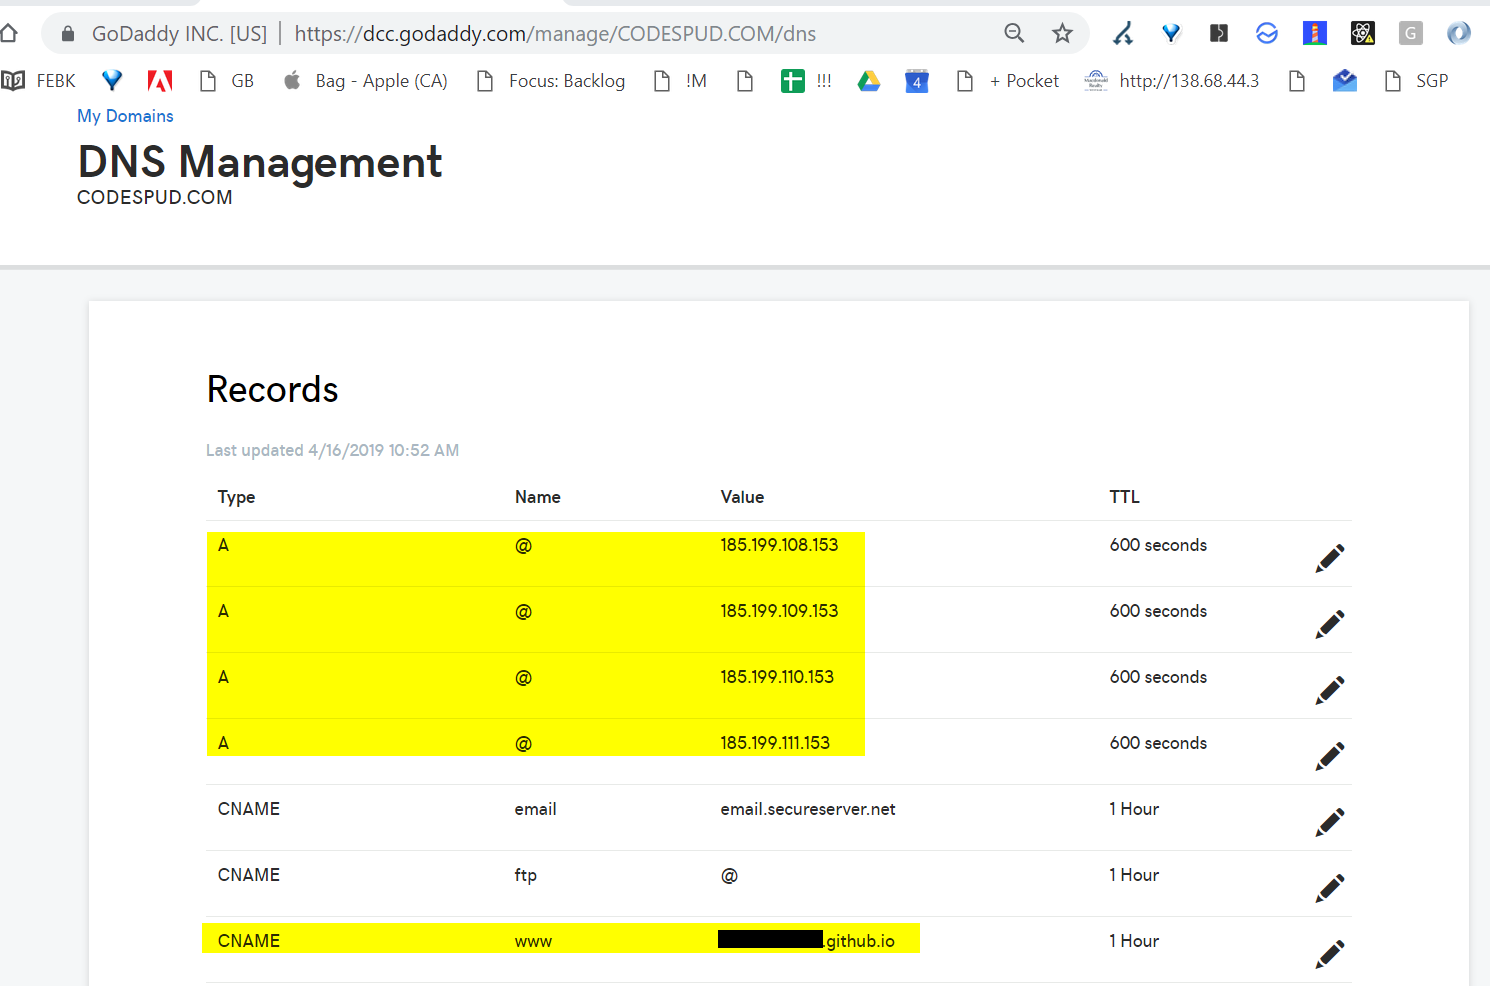 GoDaddy INC. [US] | https://dcc.godaddy.com/manage/CODESPUD.COM/dns
G
FEBK GB Bag - Apple (CA) Focus: Backlog !M !!! 4 + Pocket http://138.68.44.3 SGP
My Domains
DNS Management
CODESPUD.COM
Records
Last updated 4/16/2019 10:52 AM
Type Name Value TTL
A @ 185.199.108.153 600 seconds
A @ 185.199.109.153 600 seconds
A @ 185.199.110.153 600 seconds
A @ 185.199.111.153 600 seconds
CNAME email email.secureserver.net 1 Hour
CNAME ftp @ 1 Hour
CNAME www .github.io 1 Hour